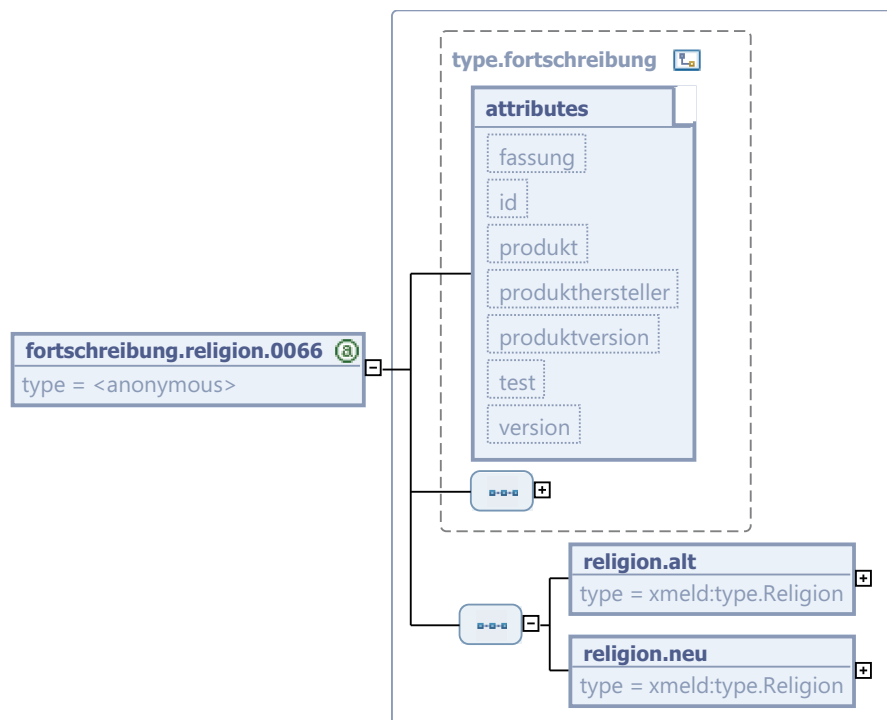 type.fortschreibung
attributes
fassung
id
produkt
produkthersteller
produktversion
test
version
fortschreibung.religion.0066 @
type = <anonymous>
religion.alt
type = xmeld:type.Religion
religion.neu
type = xmeld:type.Religion